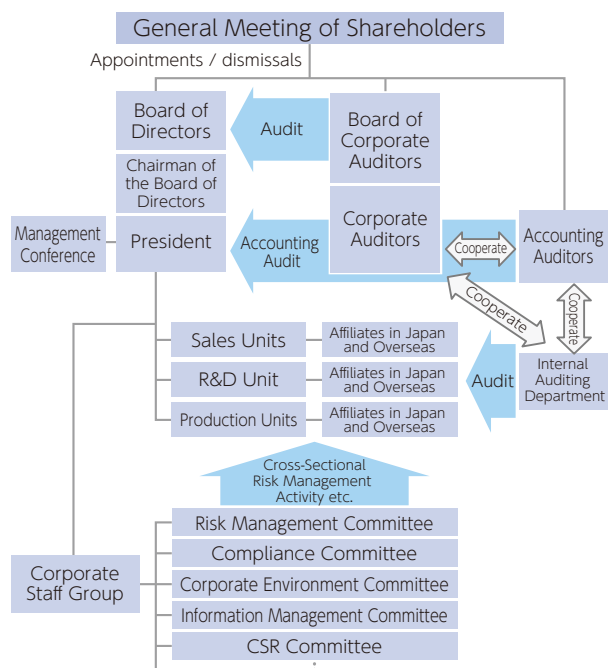 General Meeting of Shareholders
Appointments / dismissals
Board of
Directors
Audit
Board of
Corporate
Auditors
Chairman of
the Board of
Directors
Management
Conference
President
Accounting
Audit
Corporate
Auditors
Cooperate
Accounting
Auditors
Cooperate
Cooperate
Sales Units
Affiliates in Japan
and Overseas
R&D Unit
Affiliates in Japan
and Overseas
Audit
Internal
Auditing
Department
Production Units
Affiliates in Japan
and Overseas
Cross-Sectional
Risk Management
Activity etc.
Risk Management Committee
Compliance Committee
Corporate
Staff Group
Corporate Environment Committee
Information Management Committee
CSR Committee